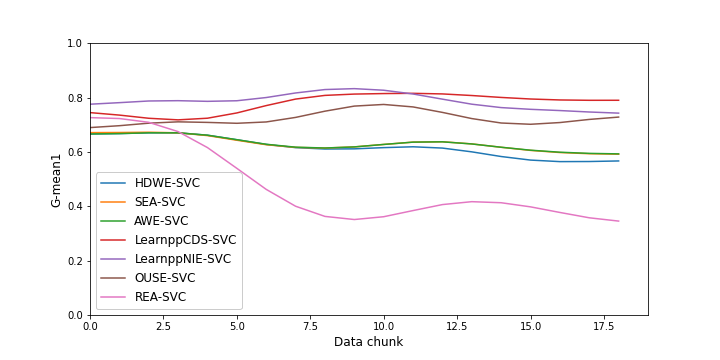 1.0
0.8
0.6
0.4
0.2
0.0
G-mean1
HDWE-SVC
SEA-SVC
AWE-SVC
LearnppCDS-SVC
LearnppNIE-SVC
OUSE-SVC
REA-SVC
0.0 2.5 5.0 7.5 10.0 12.5 15.0 17.5
Data chunk